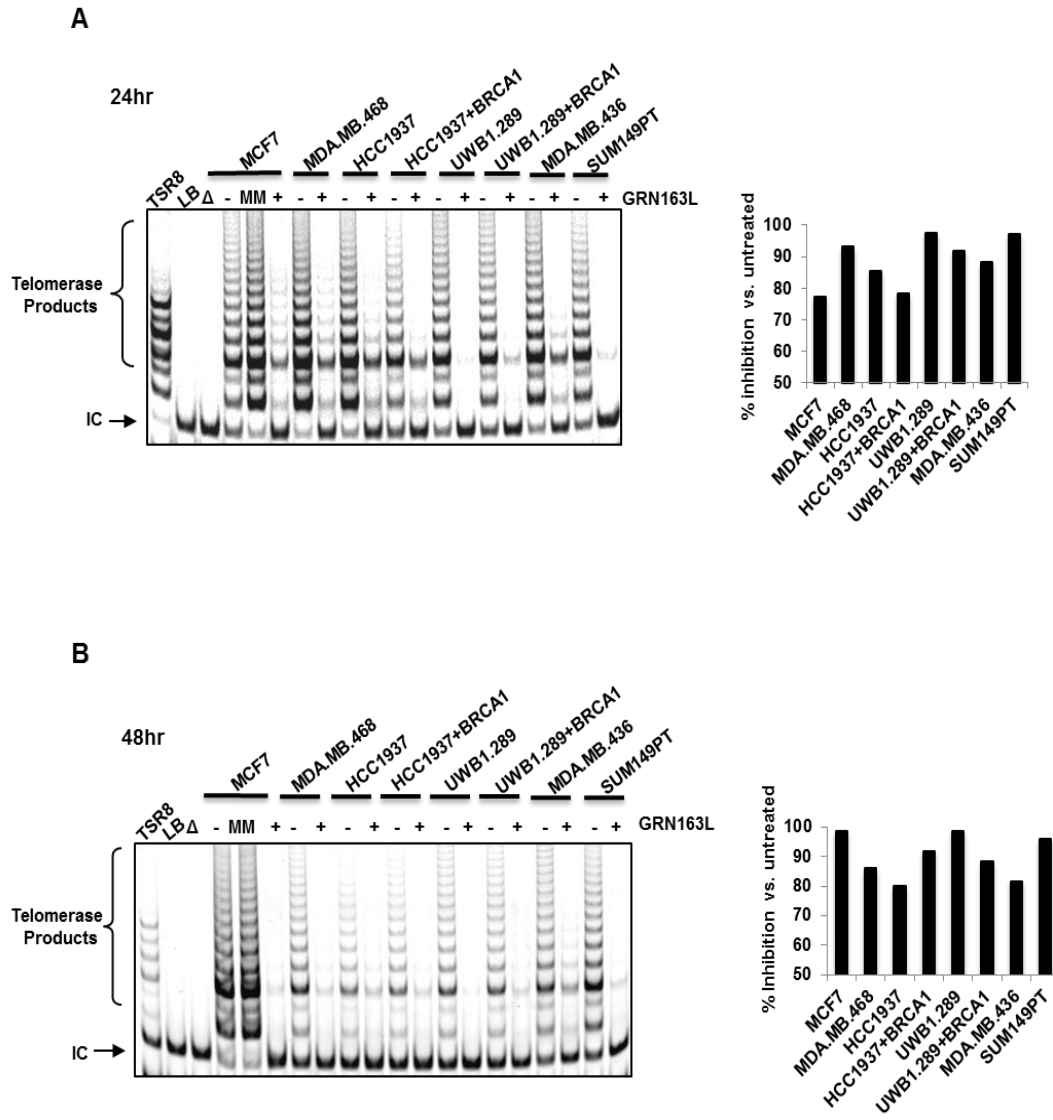 A
24hr
MCF7
MDA.MB.468
HCC1937
HCC1937+BRCA1
UWB1.289
UWB1.289+BRCA1
MDA.MB.436
SUM149PT
TSR8 LB Δ - MM + - + - + - + - + - + - + - + GRN163L
Telomerase
Products
IC
% inhibition vs. untreated
100
90
80
70
60
50
MCF7
MDA.MB.468
HCC1937
HCC1937+BRCA1
UWB1.289
UWB1.289+BRCA1
MDA.MB.436
SUM149PT
B
48hr
MCF7
MDA.MB.468
HCC1937
HCC1937+BRCA1
UWB1.289
UWB1.289+BRCA1
MDA.MB.436
SUM149PT
TSR8 LB Δ - MM + - + - + - + - + - + - + - + GRN163L
Telomerase
Products
IC
% Inhibition vs. untreated
100
90
80
70
60
50
MCF7
MDA.MB.468
HCC1937
HCC1937+BRCA1
UWB1.289
UWB1.289+BRCA1
MDA.MB.436
SUM149PT